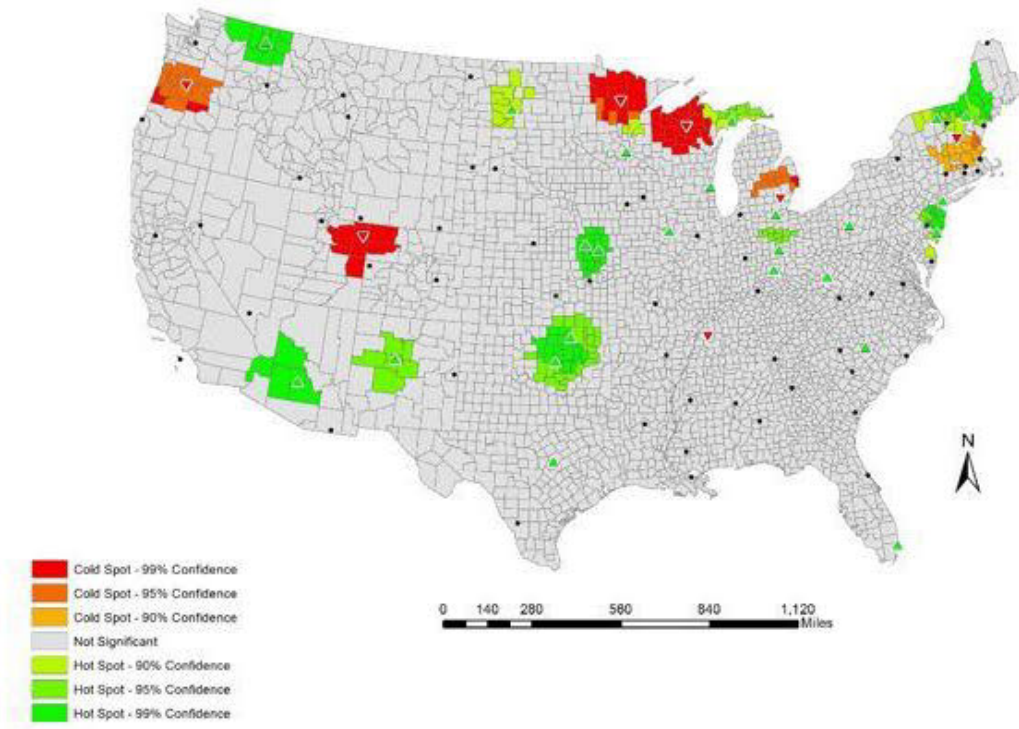 N
Cold Spot - 99% Confidence
Cold Spot - 95% Confidence
Cold Spot - 90% Confidence
Not Significant
Hot Spot - 90% Confidence
Hot Spot - 95% Confidence
Hot Spot - 99% Confidence
0 140 280 560 840 1,120
Miles